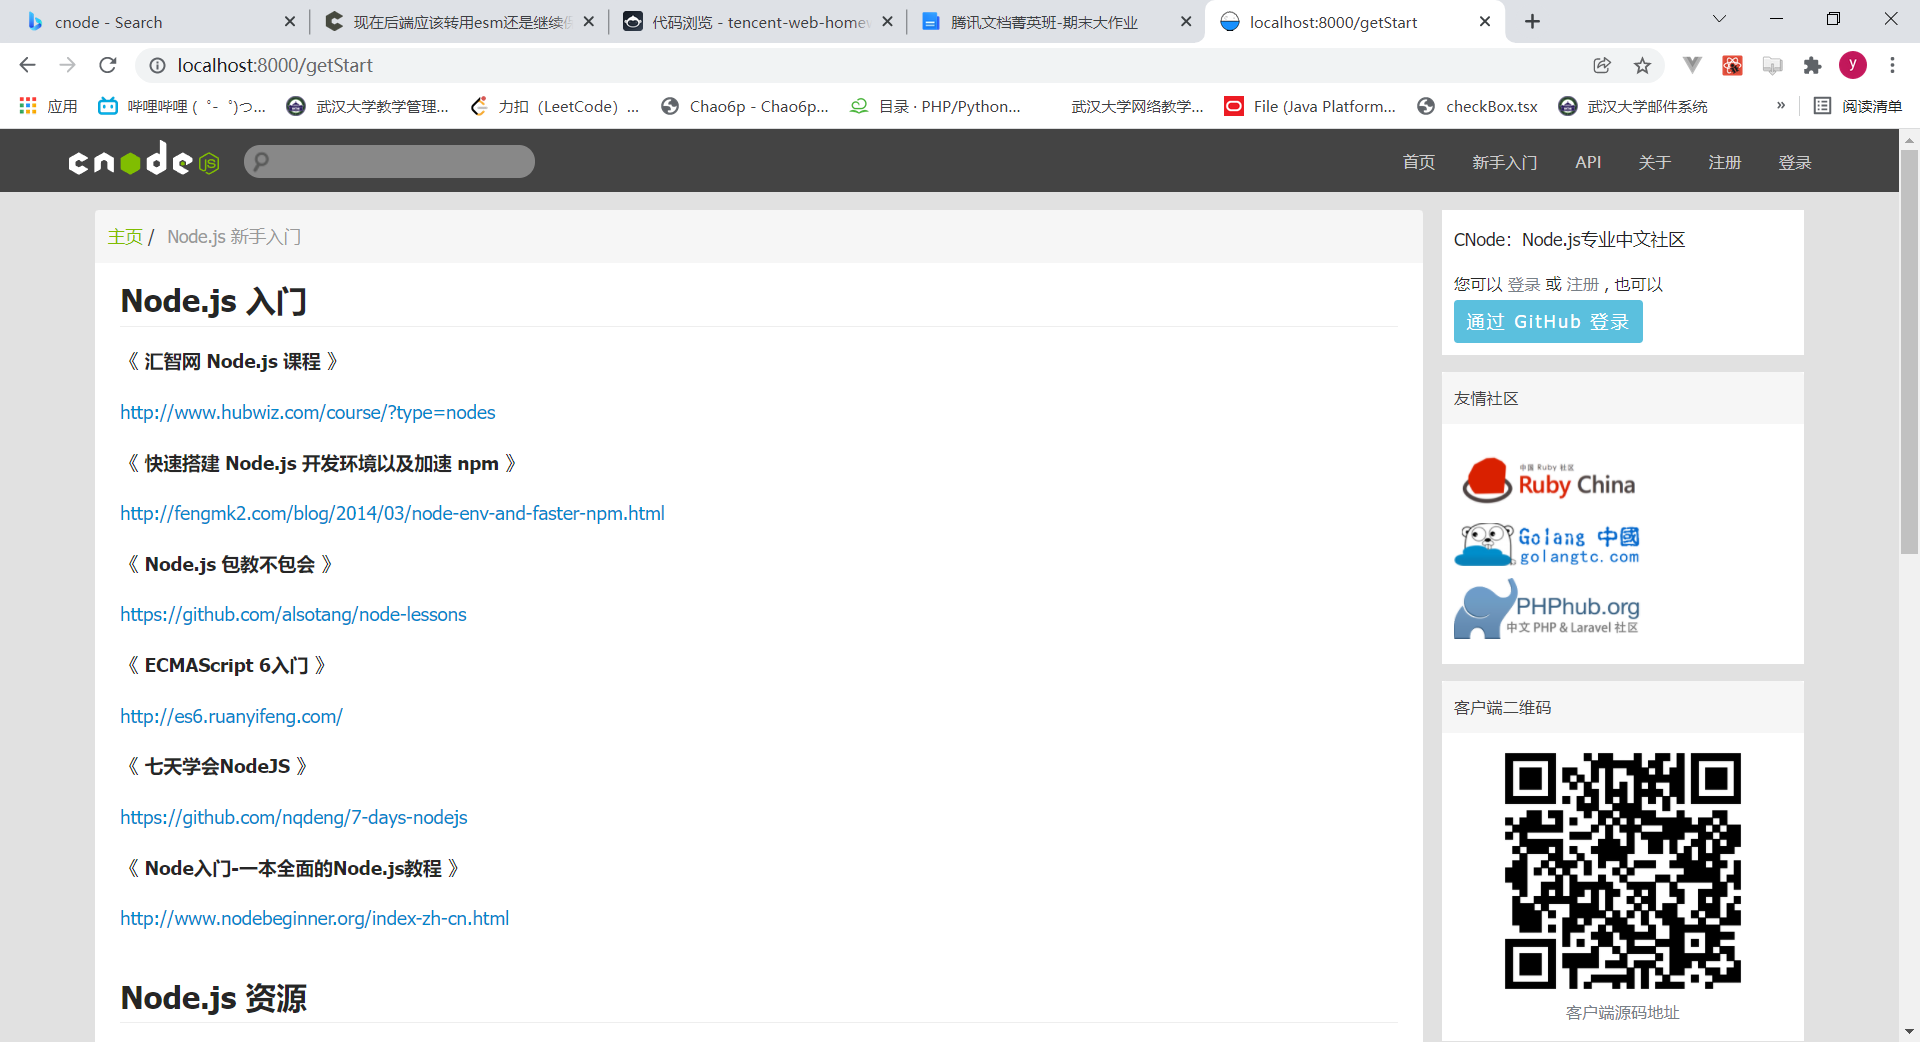 cnode - Search
现在后端应该转用esm还是继续
代码浏览 - tencent-web-home
腾讯文档菁英班-期末大作业
localhost:8000/getStart
localhost:8000/getStart
y
应用
哔哩哔哩 (゜-゜)つ...
武汉大学教学管理...
力扣（LeetCode）...
Chao6p - Chao6p...
目录 · PHP/Python...
武汉大学网络教学...
File (Java Platform...
checkBox.tsx
武汉大学邮件系统
»
阅读清单
cnode JS
首页
新手入门
API
关于
注册
登录
主页 / Node.js 新手入门
Node.js 入门
《 汇智网 Node.js 课程 》
http://www.hubwiz.com/course/?type=nodes
《 快速搭建 Node.js 开发环境以及加速 npm 》
http://fengmk2.com/blog/2014/03/node-env-and-faster-npm.html
《 Node.js 包教不包会 》
https://github.com/alsotang/node-lessons
《 ECMAScript 6入门 》
http://es6.ruanyifeng.com/
《 七天学会NodeJS 》
https://github.com/nqdeng/7-days-nodejs
《 Node入门-一本全面的Node.js教程 》
http://www.nodebeginner.org/index-zh-cn.html
Node.js 资源
CNode：Node.js专业中文社区
您可以 登录 或 注册 , 也可以
通过 GitHub 登录
友情社区
中国 Ruby 社区
Ruby China
Golang 中國
golangtc.com
PHPhub.org
中文 PHP & Laravel 社区
客户端二维码
客户端源码地址